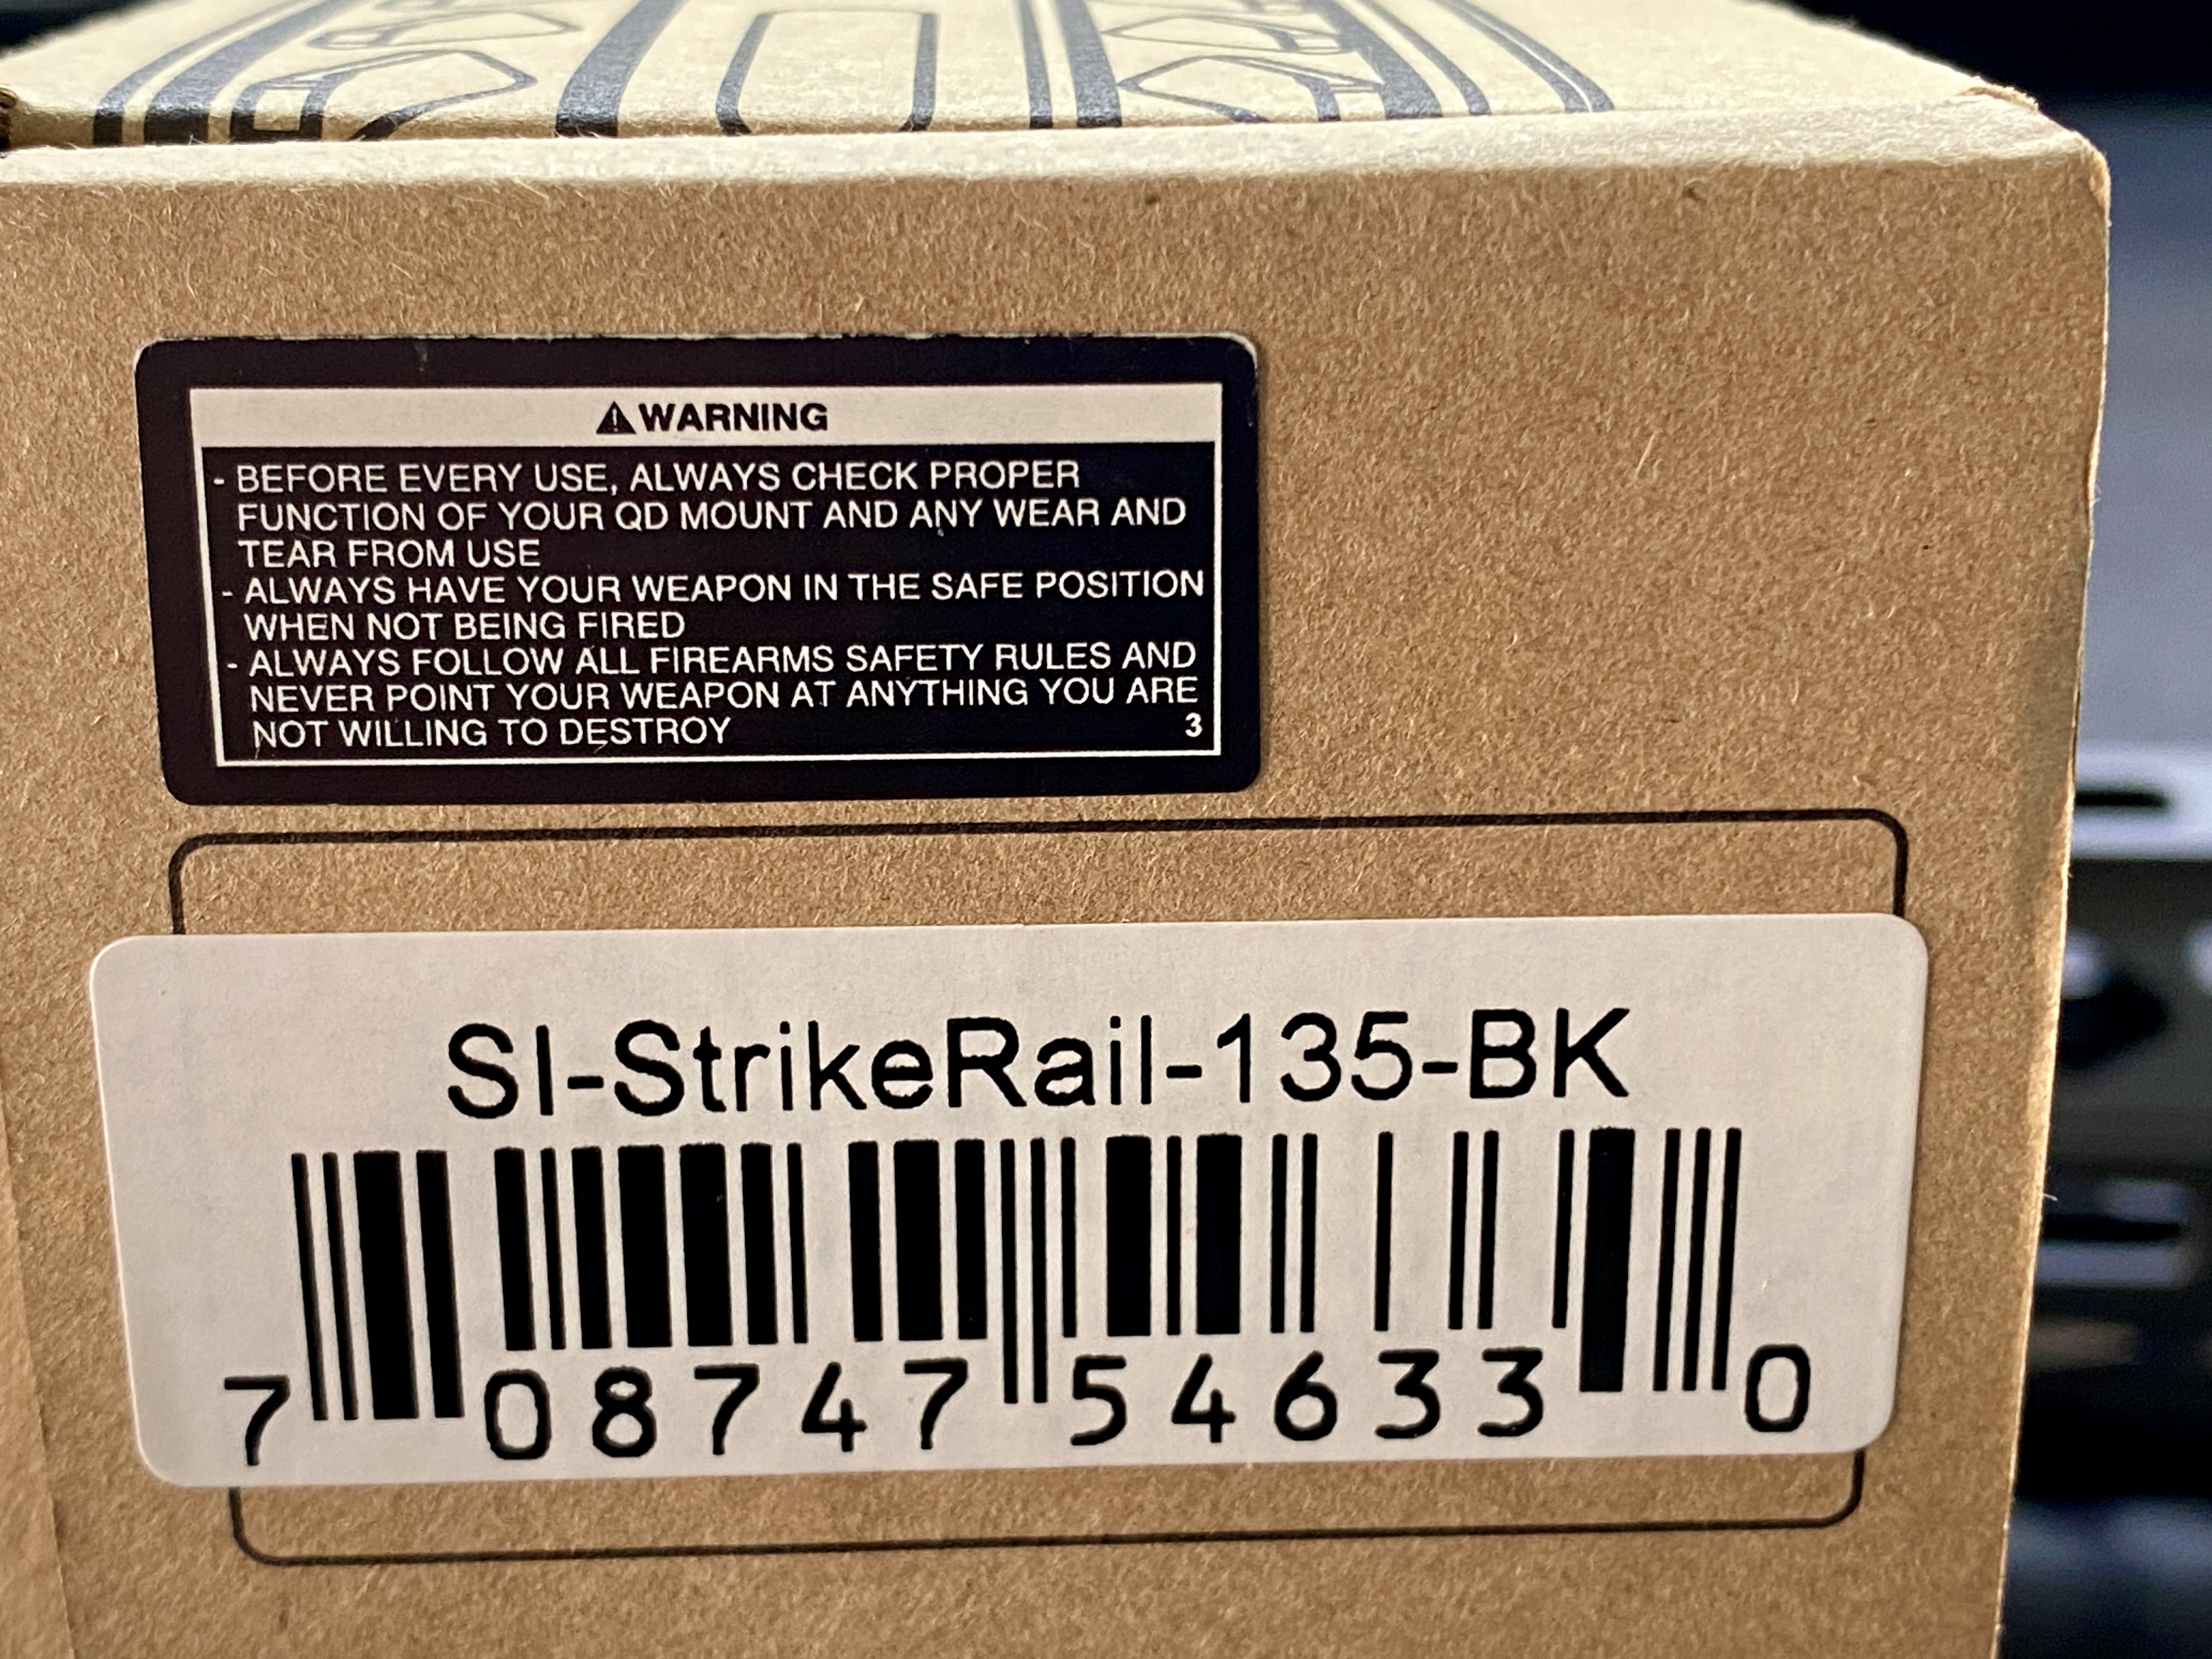 ⚠WARNING
- BEFORE EVERY USE, ALWAYS CHECK PROPER
FUNCTION OF YOUR QD MOUNT AND ANY WEAR AND
TEAR FROM USE
- ALWAYS HAVE YOUR WEAPON IN THE SAFE POSITION
WHEN NOT BEING FIRED
- ALWAYS FOLLOW ALL FIREARMS SAFETY RULES AND
NEVER POINT YOUR WEAPON AT ANYTHING YOU ARE
NOT WILLING TO DESTROY 3
SI-StrikeRail-135-BK
7 08747 54633 0